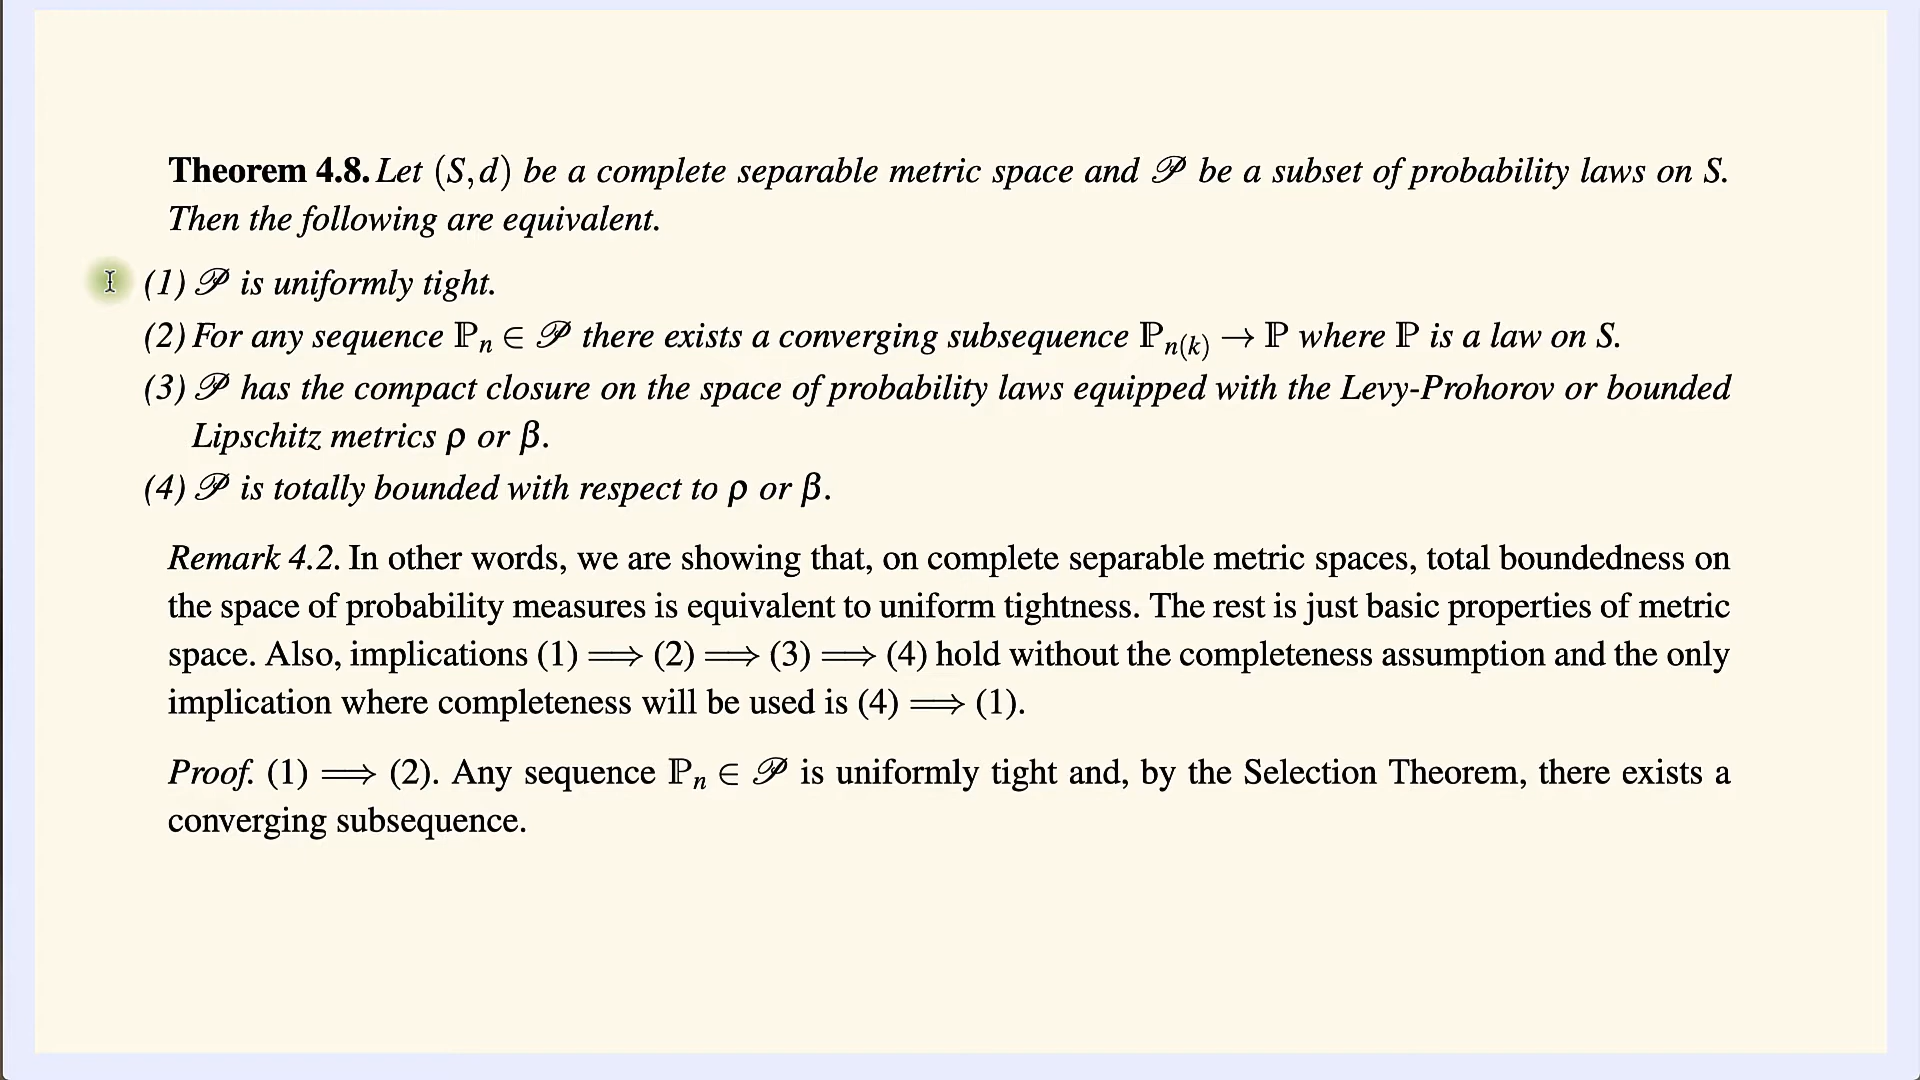 Theorem 4.8. Let (S,d) be a complete separable metric space and 𝒫 be a subset of probability laws on S.
Then the following are equivalent.
(1) 𝒫 is uniformly tight.
(2) For any sequence ℙₙ ∈ 𝒫 there exists a converging subsequence ℙₙ₍ₖ₎ → ℙ where ℙ is a law on S.
(3) 𝒫 has the compact closure on the space of probability laws equipped with the Levy-Prohorov or bounded
Lipschitz metrics ρ or β.
(4) 𝒫 is totally bounded with respect to ρ or β.
Remark 4.2. In other words, we are showing that, on complete separable metric spaces, total boundedness on
the space of probability measures is equivalent to uniform tightness. The rest is just basic properties of metric
space. Also, implications (1) ⟹ (2) ⟹ (3) ⟹ (4) hold without the completeness assumption and the only
implication where completeness will be used is (4) ⟹ (1).
Proof. (1) ⟹ (2). Any sequence ℙₙ ∈ 𝒫 is uniformly tight and, by the Selection Theorem, there exists a
converging subsequence.